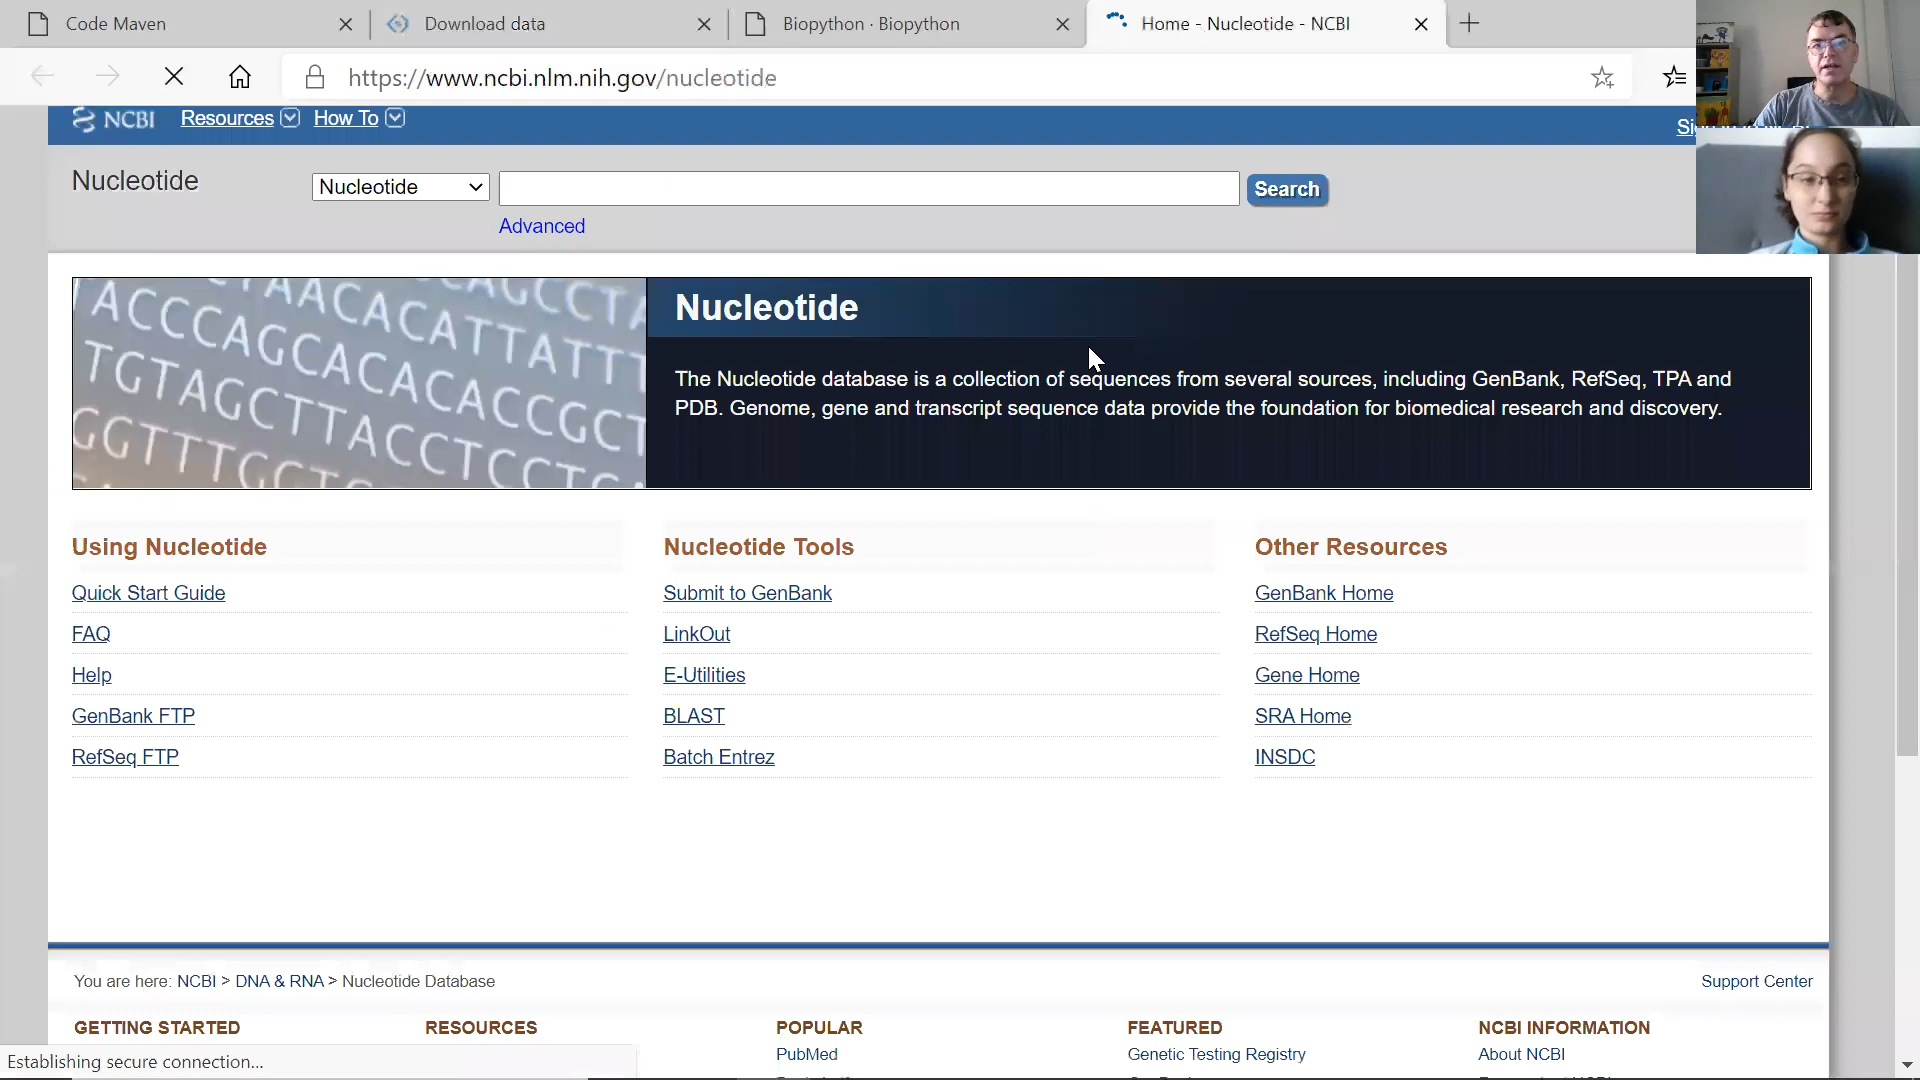 Code Maven
Download data
Biopython · Biopython
Home - Nucleotide - NCBI
https://www.ncbi.nlm.nih.gov/nucleotide
NCBI Resources How To
Nucleotide
Nucleotide
Search
Advanced
ACCCAGCACACACCGCT
TGTAGCTTACCTCCT
Nucleotide
The Nucleotide database is a collection of sequences from several sources, including GenBank, RefSeq, TPA and
PDB. Genome, gene and transcript sequence data provide the foundation for biomedical research and discovery.
Using Nucleotide
Quick Start Guide
FAQ
Help
GenBank FTP
RefSeq FTP
Nucleotide Tools
Submit to GenBank
LinkOut
E-Utilities
BLAST
Batch Entrez
Other Resources
GenBank Home
RefSeq Home
Gene Home
SRA Home
INSDC
You are here: NCBI > DNA & RNA > Nucleotide Database
Support Center
GETTING STARTED
RESOURCES
POPULAR
PubMed
FEATURED
Genetic Testing Registry
NCBI INFORMATION
About NCBI
Establishing secure connection...